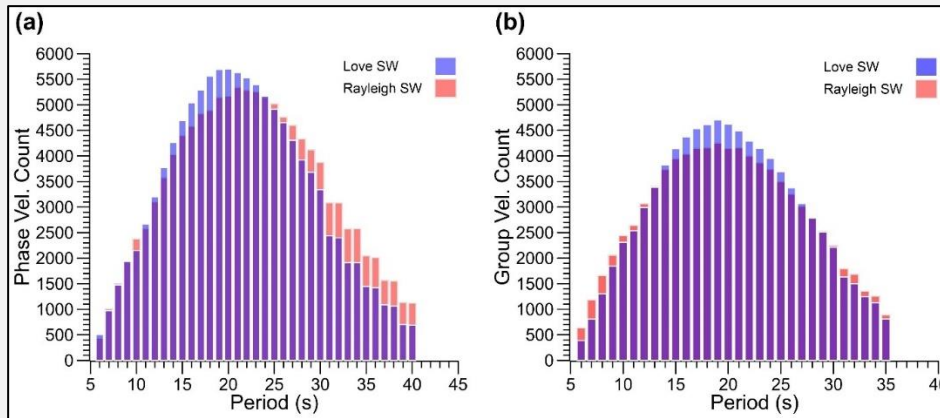 (a)
Phase Vel. Count
6000
5500
5000
4500
4000
3500
3000
2500
2000
1500
1000
500
0
Love SW
Rayleigh SW
5 10 15 20 25 30 35 40 45
Period (s)
(b)
Group Vel. Count
6000
5500
5000
4500
4000
3500
3000
2500
2000
1500
1000
500
0
Love SW
Rayleigh SW
5 10 15 20 25 30 35 40
Period (s)